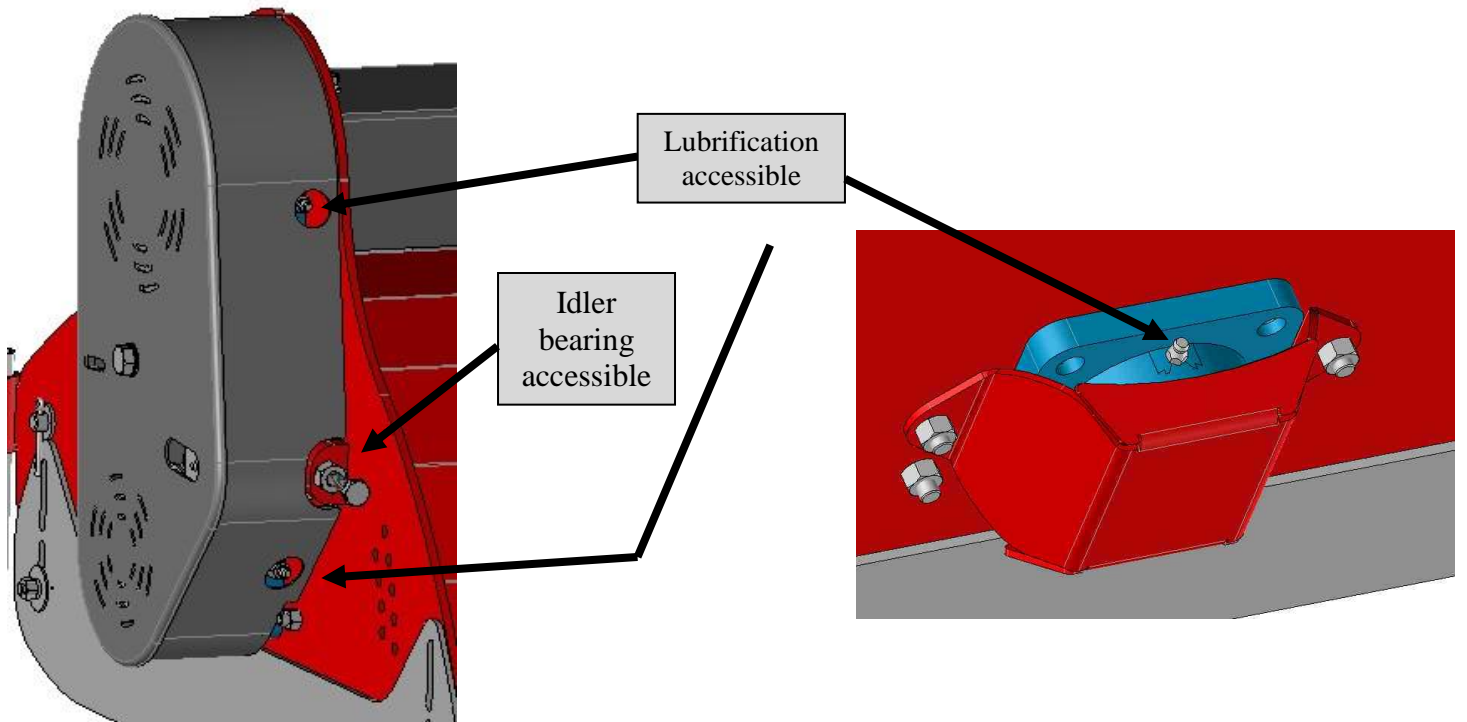 Lubrification
accessible
Idler
bearing
accessible